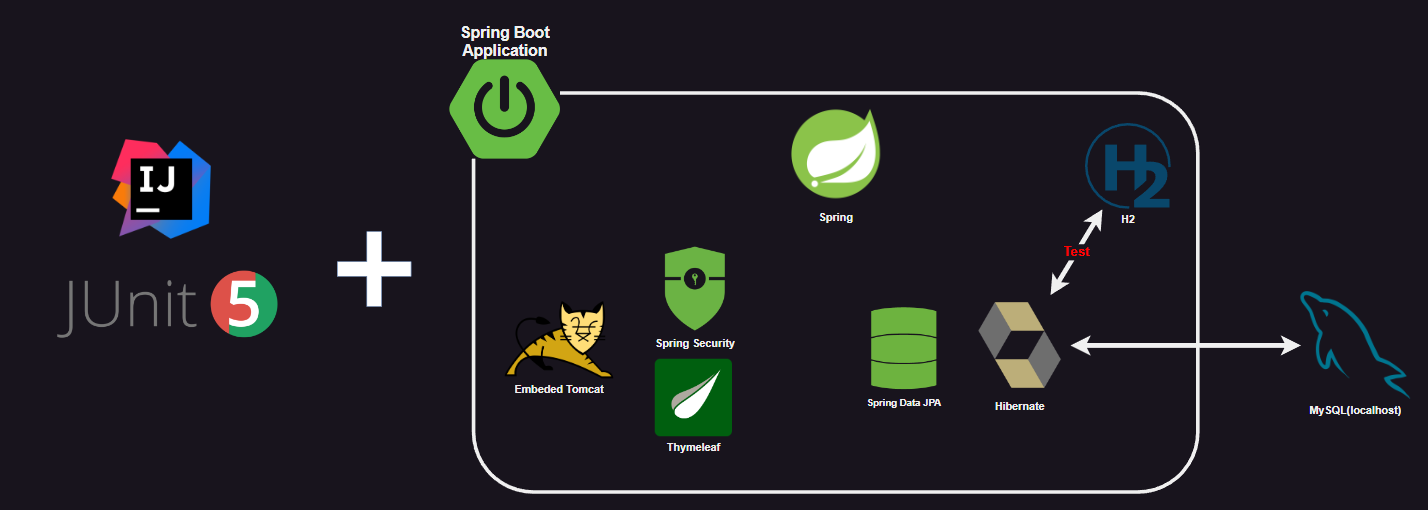 Spring Boot
Application
IJ
JUnit 5
Spring
H2
H2
Test
Spring Security
Embeded Tomcat
Thymeleaf
Spring Data JPA
Hibernate
MySQL(localhost)